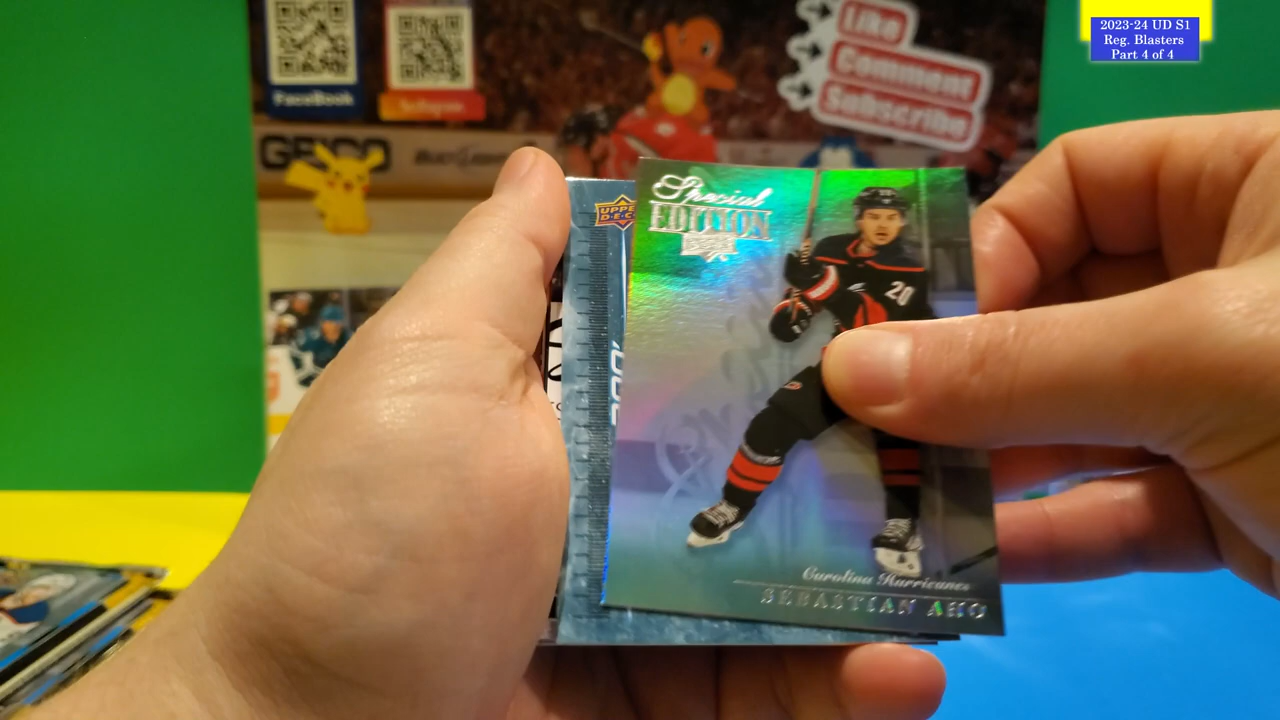 2023-24 UD S1
Reg. Blasters
Part 4 of 4
Like
Comment
Subscribe
FaceBook
GEICO
Special
EDITION
20
Carolina Hurricanes
SEBASTIAN AHO